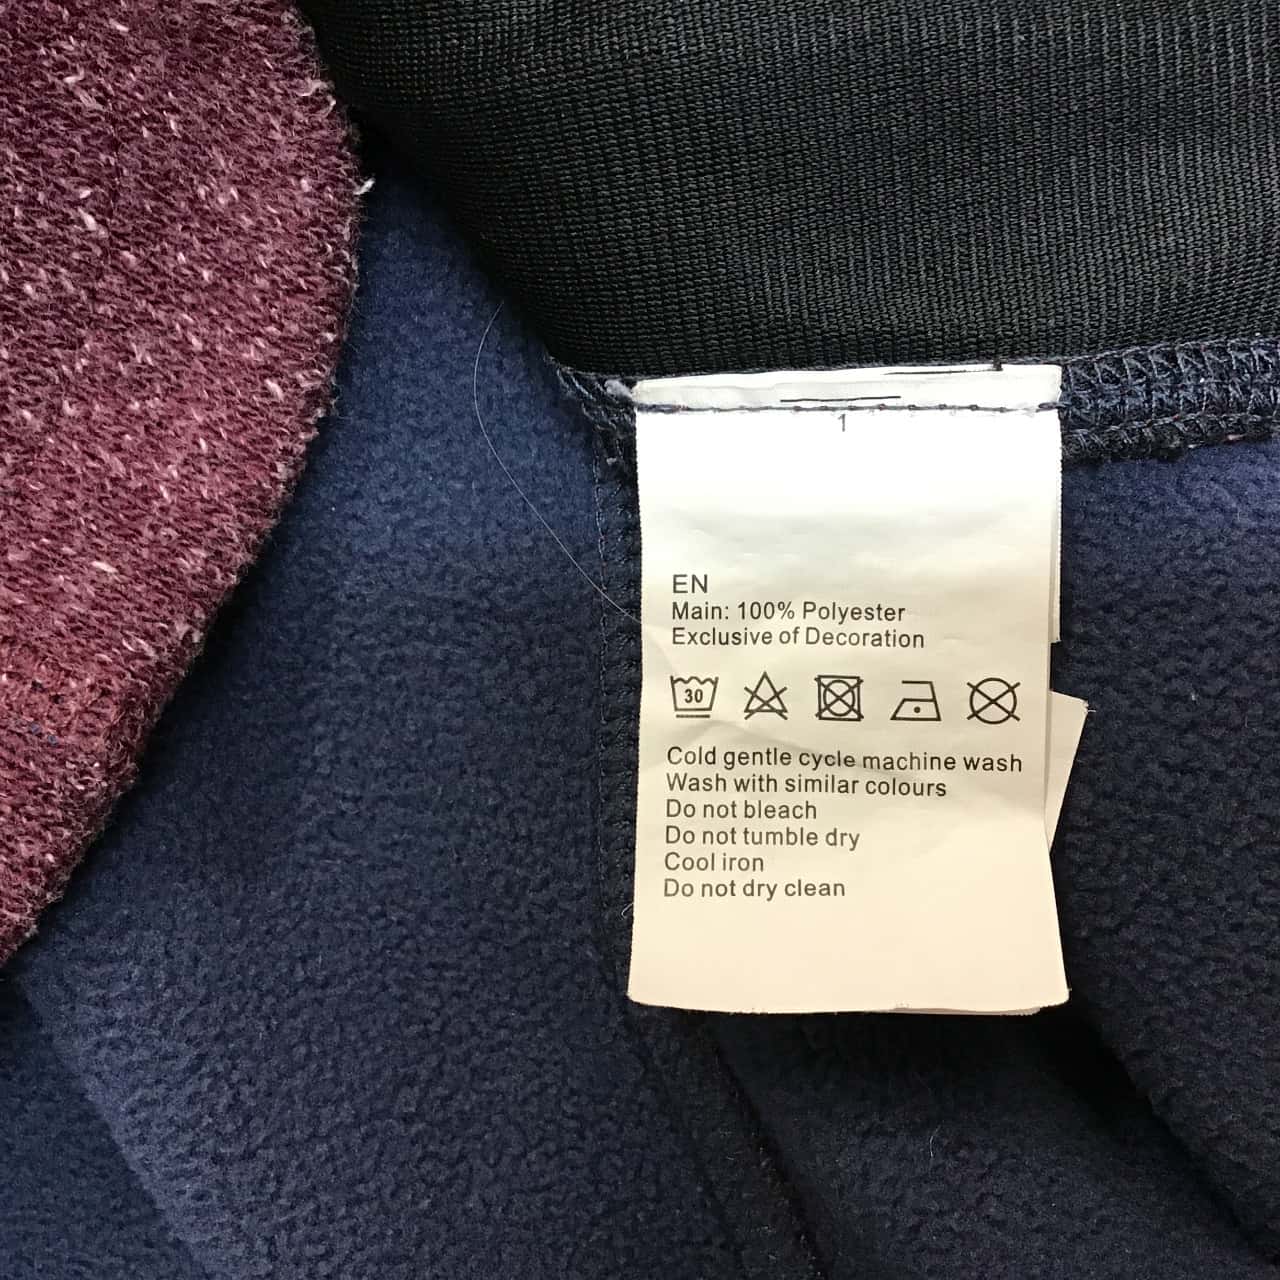 1
EN
Main: 100% Polyester
Exclusive of Decoration
30
Cold gentle cycle machine wash
Wash with similar colours
Do not bleach
Do not tumble dry
Cool iron
Do not dry clean